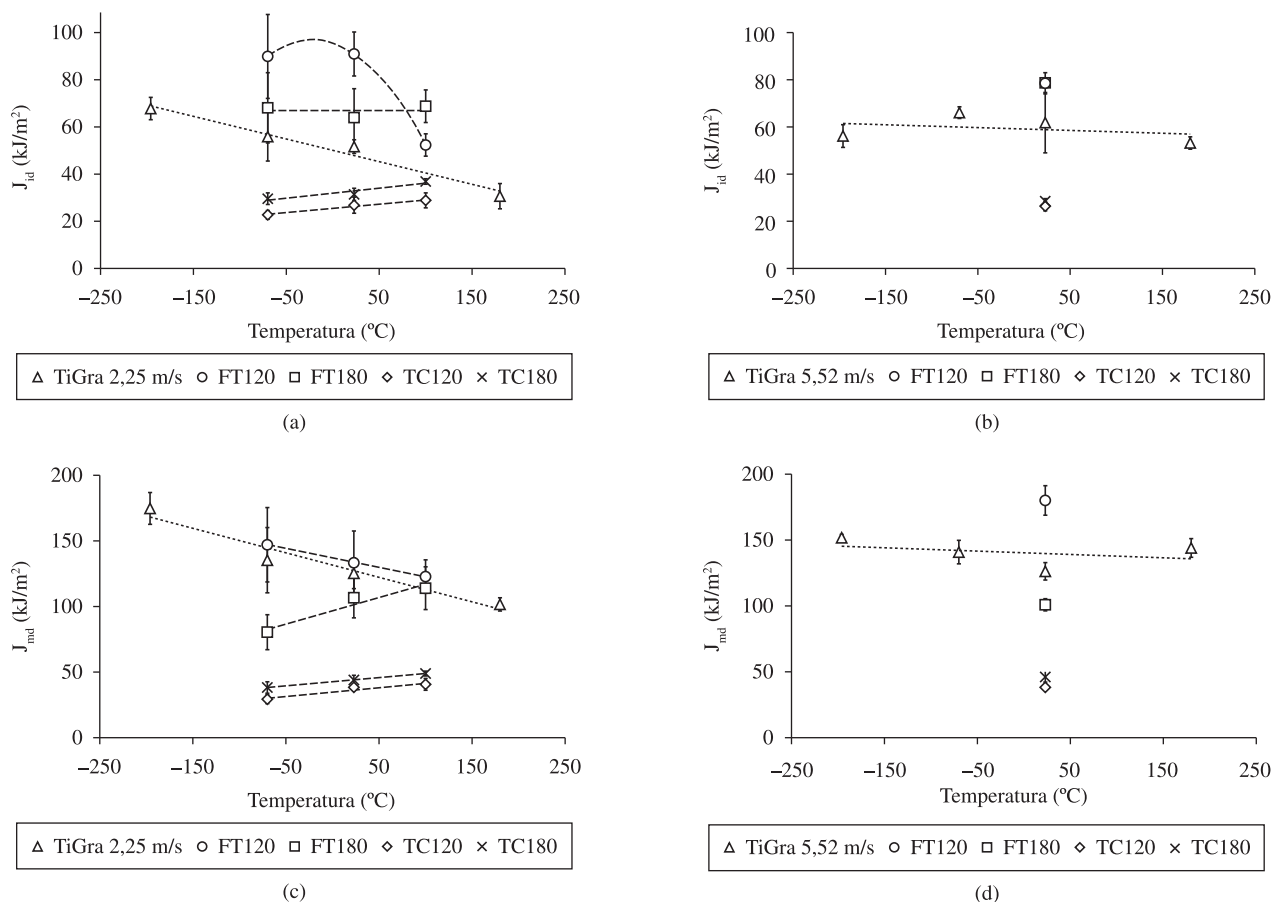 100
80
60
40
20
0
J_id (kJ/m²)
−250 −150 −50 50 150 250
Temperatura (ºC)
TiGra 2,25 m/s FT120 FT180 TC120 TC180
(a)
100
80
60
40
20
0
J_id (kJ/m²)
−250 −150 −50 50 150 250
Temperatura (ºC)
TiGra 5,52 m/s FT120 FT180 TC120 TC180
(b)
200
150
100
50
0
J_md (kJ/m²)
−250 −150 −50 50 150 250
Temperatura (ºC)
TiGra 2,25 m/s FT120 FT180 TC120 TC180
(c)
200
150
100
50
0
J_md (kJ/m²)
−250 −150 −50 50 150 250
Temperatura (ºC)
TiGra 5,52 m/s FT120 FT180 TC120 TC180
(d)